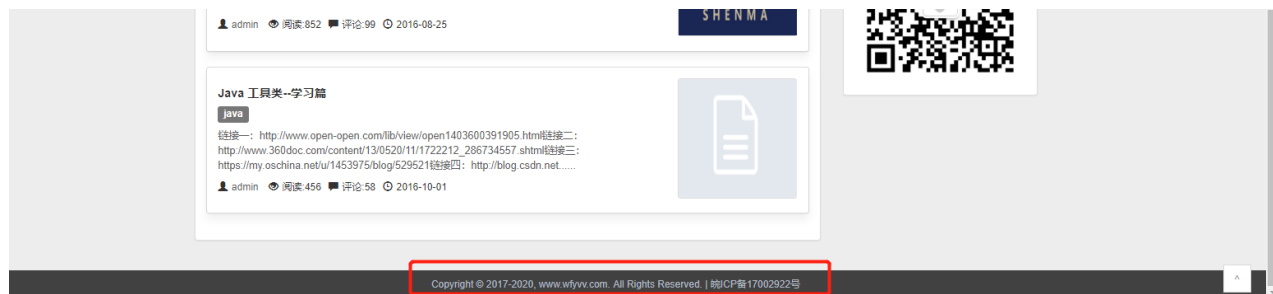 admin 阅读:852 评论:99 2016-08-25
SHENMA
Java 工具类--学习篇
java
链接一：http://www.open-open.com/lib/view/open1403600391905.html链接二：
http://www.360doc.com/content/13/0520/11/1722212_286734557.shtml链接三：
https://my.oschina.net/u/1453975/blog/529521链接四：http://blog.csdn.net......
admin 阅读:456 评论:58 2016-10-01
Copyright © 2017-2020, www.wfyvv.com. All Rights Reserved. | 皖ICP备17002922号